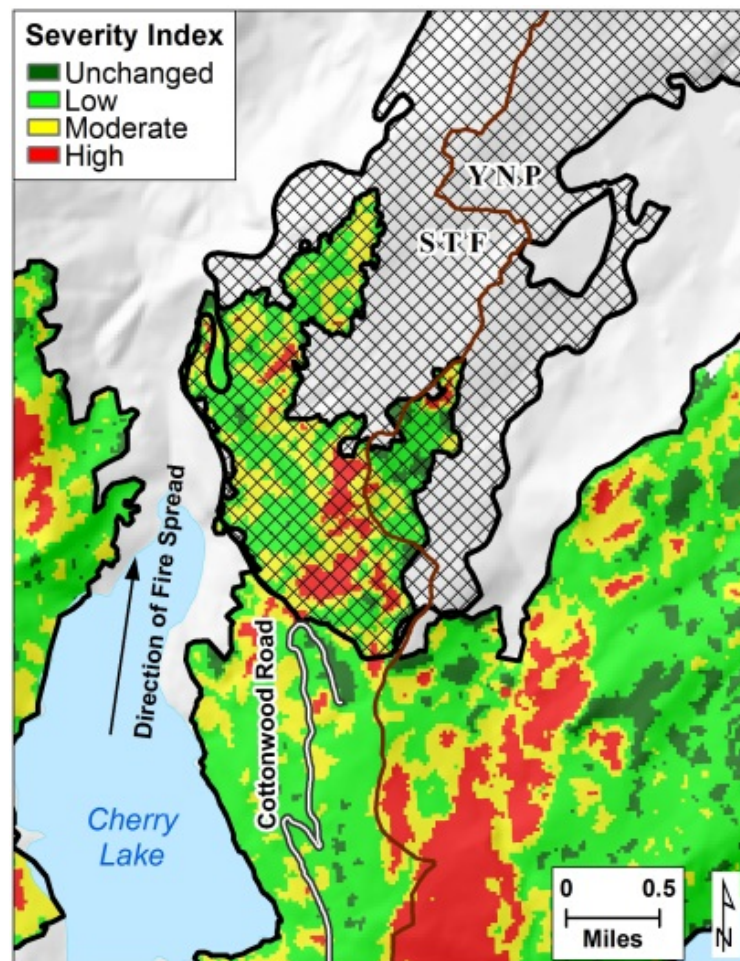 Severity Index
Unchanged
Low
Moderate
High
YNP
STF
Direction of Fire Spread
Cottonwood Road
Cherry
Lake
0 0.5
Miles
N